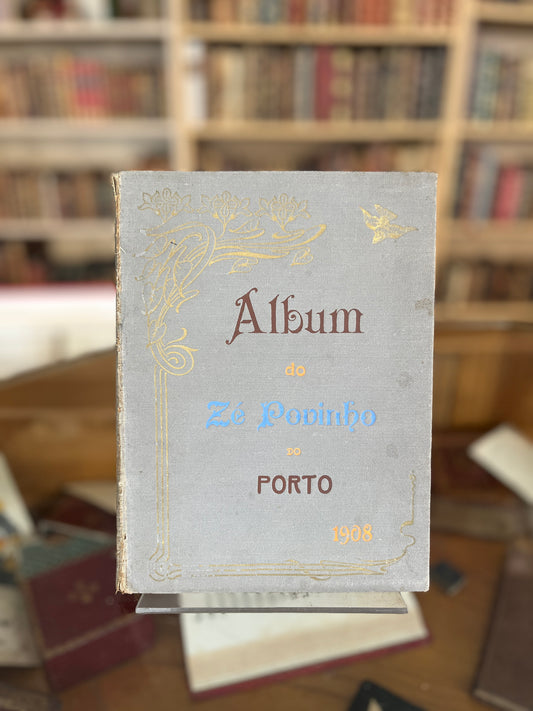 Album
do
Zé Povinho
DO
PORTO
1908